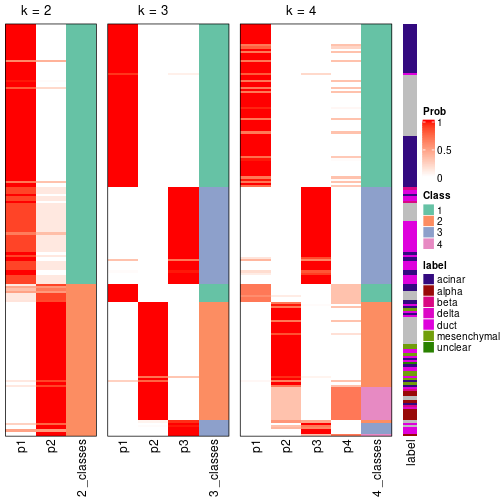 k = 2
k = 3
k = 4
Prob
1
0.5
0
Class
1
2
3
4
label
acinar
alpha
beta
delta
duct
mesenchymal
unclear
p1
p2
2_classes
p1
p2
p3
3_classes
p1
p2
p3
p4
4_classes
label